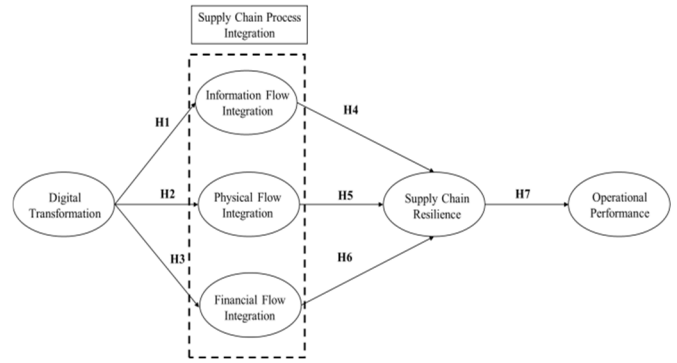 Supply Chain Process
Integration
Information Flow
Integration
H1
H4
Digital
Transformation
H2
Physical Flow
Integration
H5
Supply Chain
Resilience
H7
Operational
Performance
H3
H6
Financial Flow
Integration